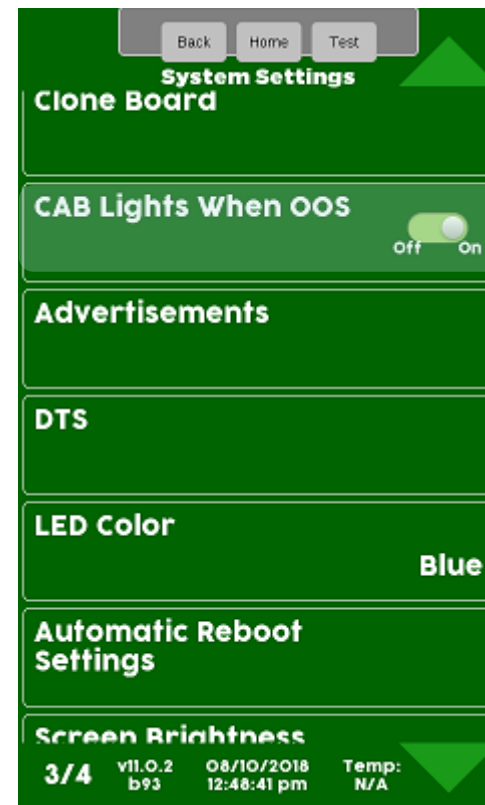 Back Home Test
System Settings
Clone Board
CAB Lights When OOS
Off On
Advertisements
DTS
LED Color
Blue
Automatic Reboot
Settings
Screen Brightness
3/4 v11.0.2 08/10/2018 Temp:
b93 12:48:41 pm N/A